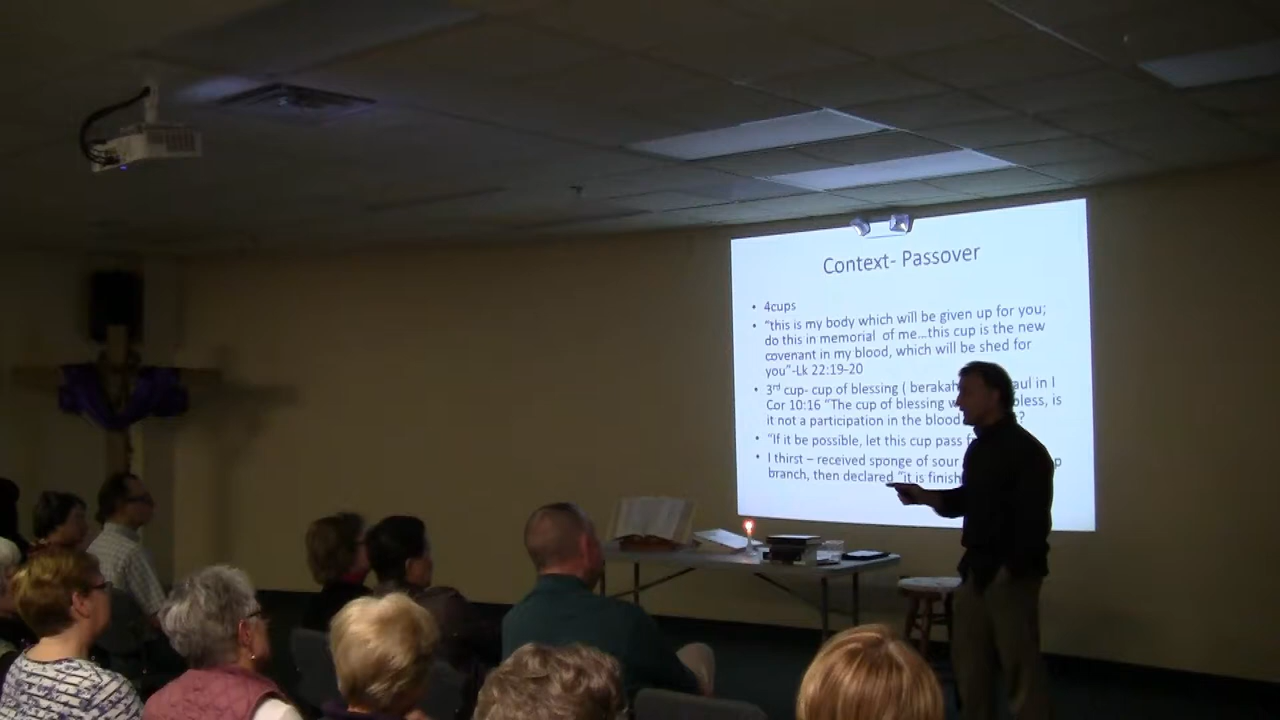 Context- Passover
• 4cups
• "this is my body which will be given up for you;
do this in memorial of me...this cup is the new
covenant in my blood, which will be shed for
you"-Lk 22:19-20
• 3rd cup- cup of blessing ( berakah aul in I
Cor 10:16 "The cup of blessing w bless, is
it not a participation in the blood ?
• "If it be possible, let this cup pass f
• I thirst – received sponge of sour p
branch, then declared "it is finish